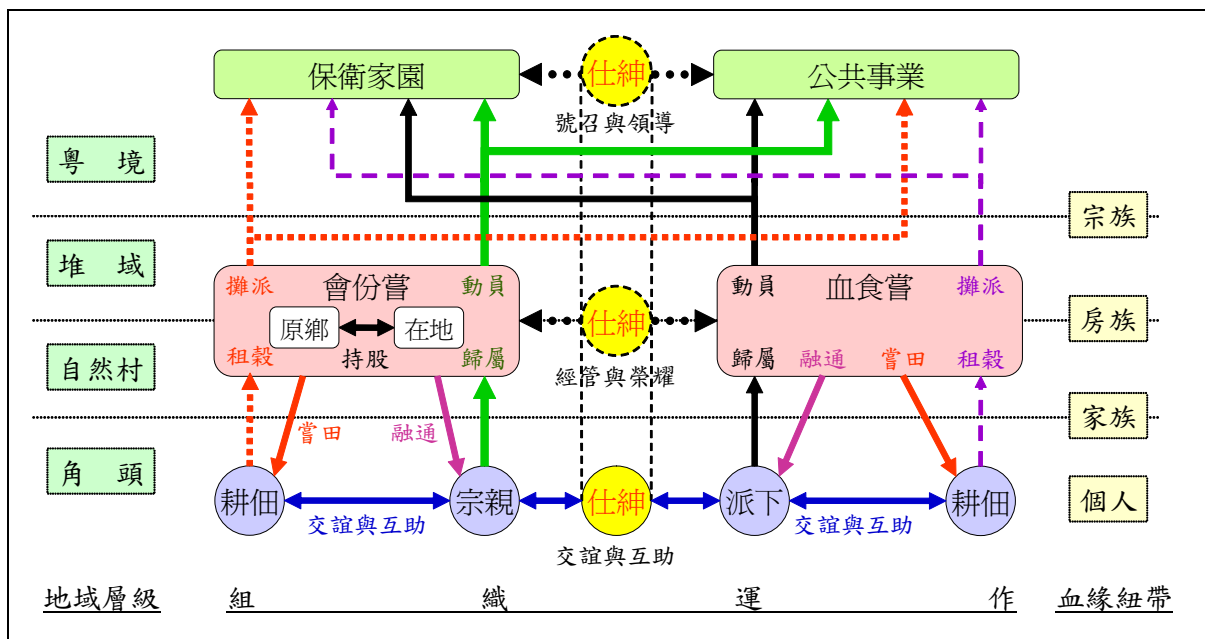 保衛家園
仕紳
公共事業
號召與領導
粵 境
宗族
堆 域
攤派
會份嘗
動員
仕紳
動員
血食嘗
攤派
原鄉
在地
房族
自然村
租穀
持股
歸屬
經管與榮耀
歸屬
融通
嘗田
租穀
家族
嘗田
融通
角 頭
耕佃
宗親
仕紳
派下
耕佃
個人
交誼與互助
交誼與互助
交誼與互助
地域層級
組 織 運 作
血緣紐帶